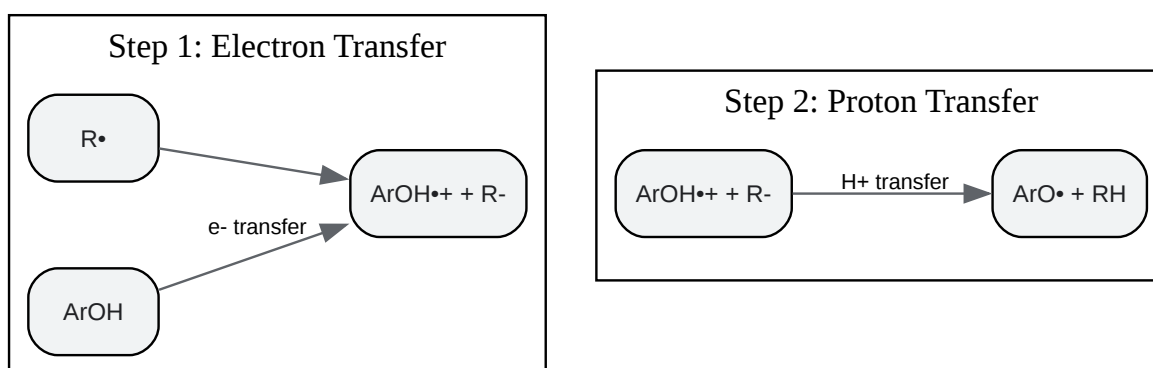 Step 1: Electron Transfer
R•
e- transfer
ArOH
ArOH•+ + R-
Step 2: Proton Transfer
ArOH•+ + R-
H+ transfer
ArO• + RH